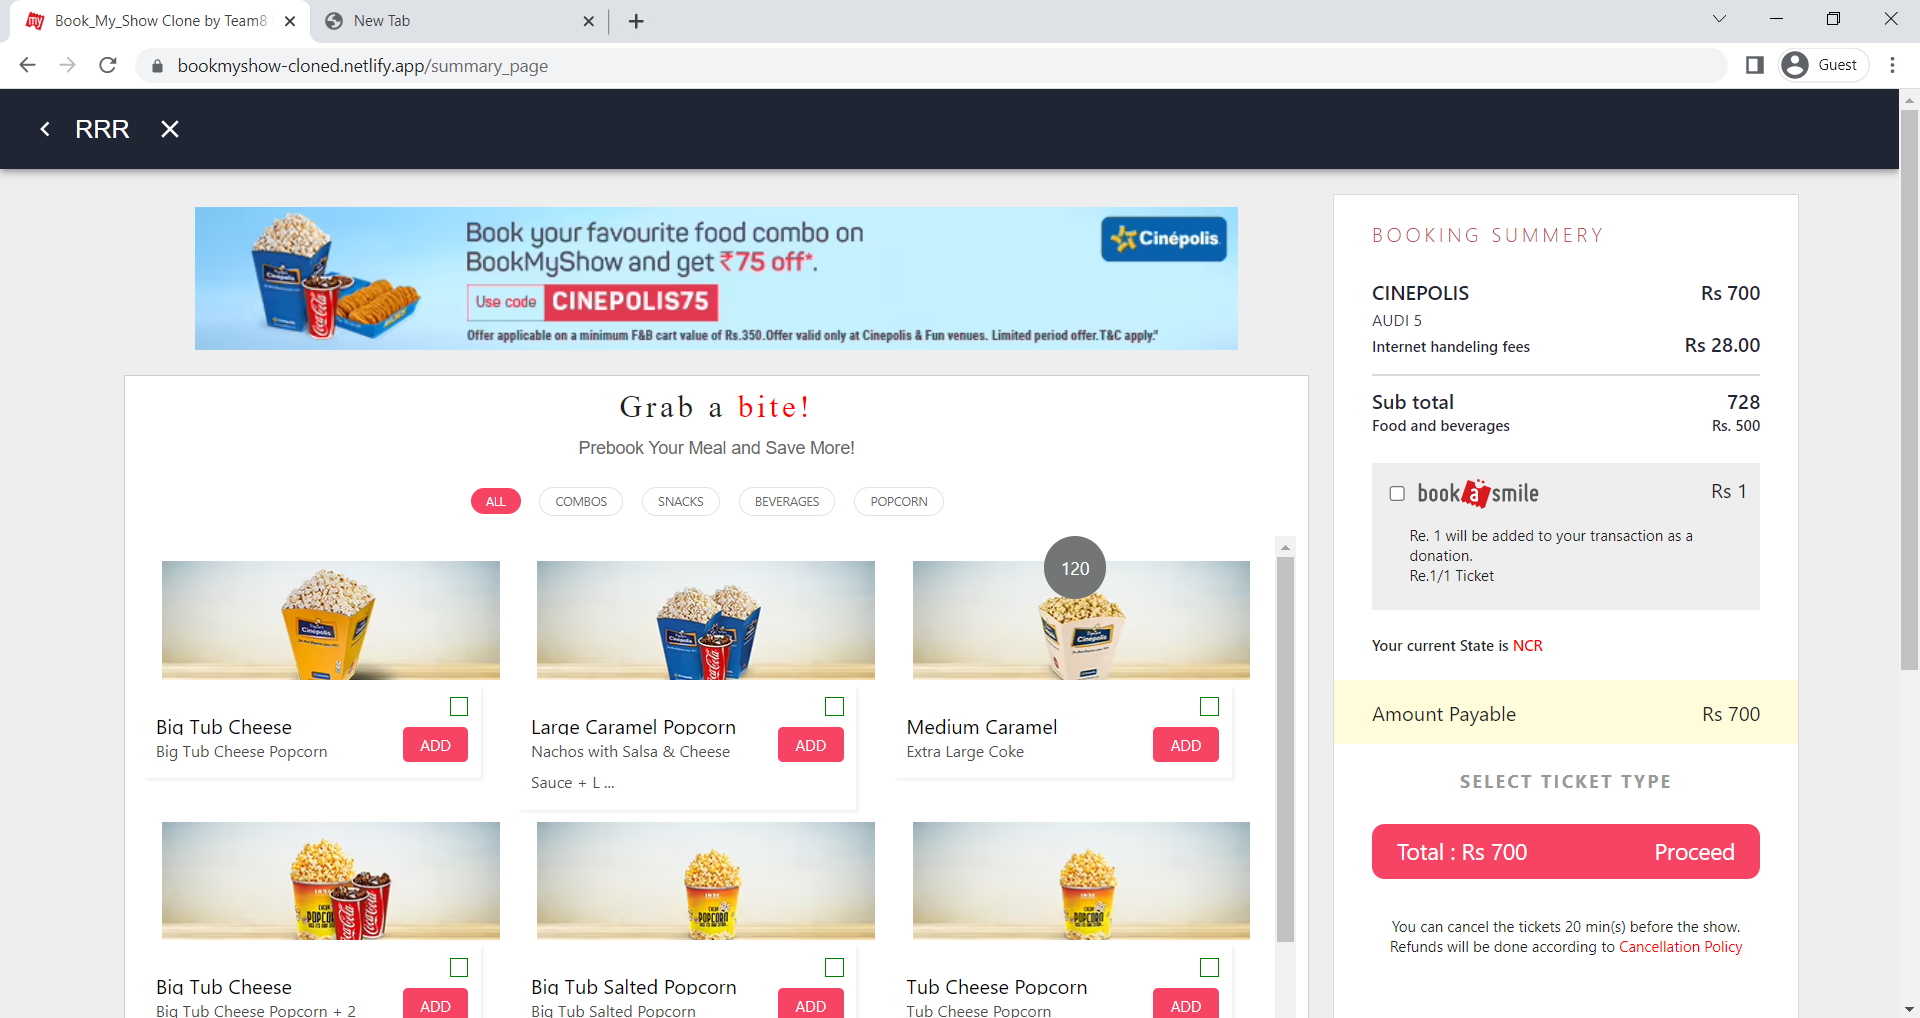 Book_My_Show Clone by Team8
New Tab
bookmyshow-cloned.netlify.app/summary_page
Guest
RRR
Book your favourite food combo on
BookMyShow and get ₹75 off*.
Use code CINEPOLIS75
Offer applicable on a minimum F&B cart value of Rs.350.Offer valid only at Cinepolis & Fun venues. Limited period offer.T&C apply."
Cinépolis
Grab a bite!
Prebook Your Meal and Save More!
ALL
COMBOS
SNACKS
BEVERAGES
POPCORN
120
Big Tub Cheese
Big Tub Cheese Popcorn
ADD
Large Caramel Popcorn
Nachos with Salsa & Cheese
Sauce + L ...
ADD
Medium Caramel
Extra Large Coke
ADD
Big Tub Cheese
Big Tub Cheese Popcorn + 2
ADD
Big Tub Salted Popcorn
Big Tub Salted Popcorn
ADD
Tub Cheese Popcorn
Tub Cheese Popcorn
ADD
BOOKING SUMMERY
CINEPOLIS Rs 700
AUDI 5
Internet handeling fees Rs 28.00
Sub total 728
Food and beverages Rs. 500
book a smile Rs 1
Re. 1 will be added to your transaction as a
donation.
Re.1/1 Ticket
Your current State is NCR
Amount Payable Rs 700
SELECT TICKET TYPE
Total : Rs 700 Proceed
You can cancel the tickets 20 min(s) before the show.
Refunds will be done according to Cancellation Policy